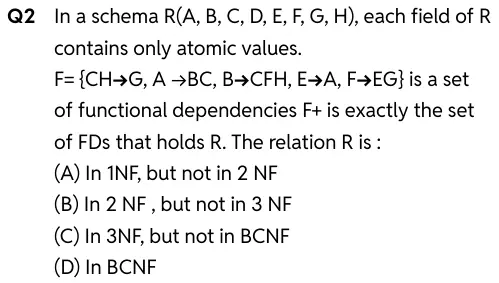 Q2 In a schema R(A, B, C, D, E, F, G, H), each field of R
contains only atomic values.
F= {CH→G, A →BC, B→CFH, E→A, F→EG} is a set
of functional dependencies F+ is exactly the set
of FDs that holds R. The relation R is :
(A) In 1NF, but not in 2 NF
(B) In 2 NF , but not in 3 NF
(C) In 3NF, but not in BCNF
(D) In BCNF